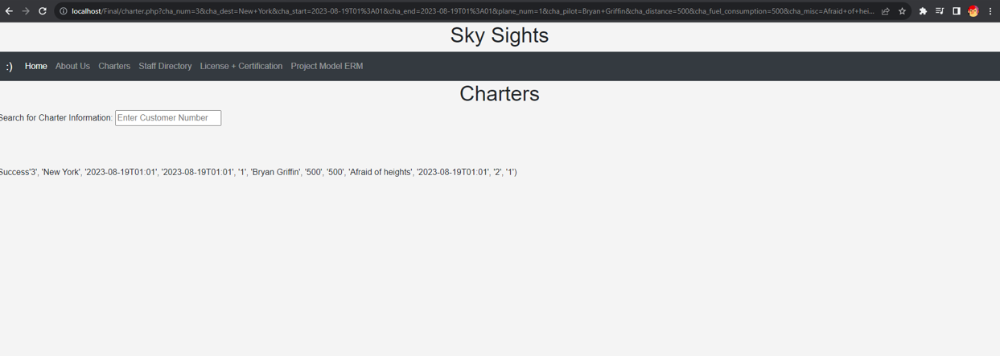 localhost/Final/charter.php?cha_num=3&cha_dest=New+York&cha_start=2023-08-19T01%3A01&cha_end=2023-08-19T01%3A01&plane_num=1&cha_pilot=Bryan+Griffin&cha_distance=500&cha_fuel_consumption=500&cha_misc=Afraid+of+hei...
Sky Sights
:) Home About Us Charters Staff Directory License + Certification Project Model ERM
Charters
Search for Charter Information: Enter Customer Number
Success'3', 'New York', '2023-08-19T01:01', '2023-08-19T01:01', '1', 'Bryan Griffin', '500', '500', 'Afraid of heights', '2023-08-19T01:01', '2', '1')